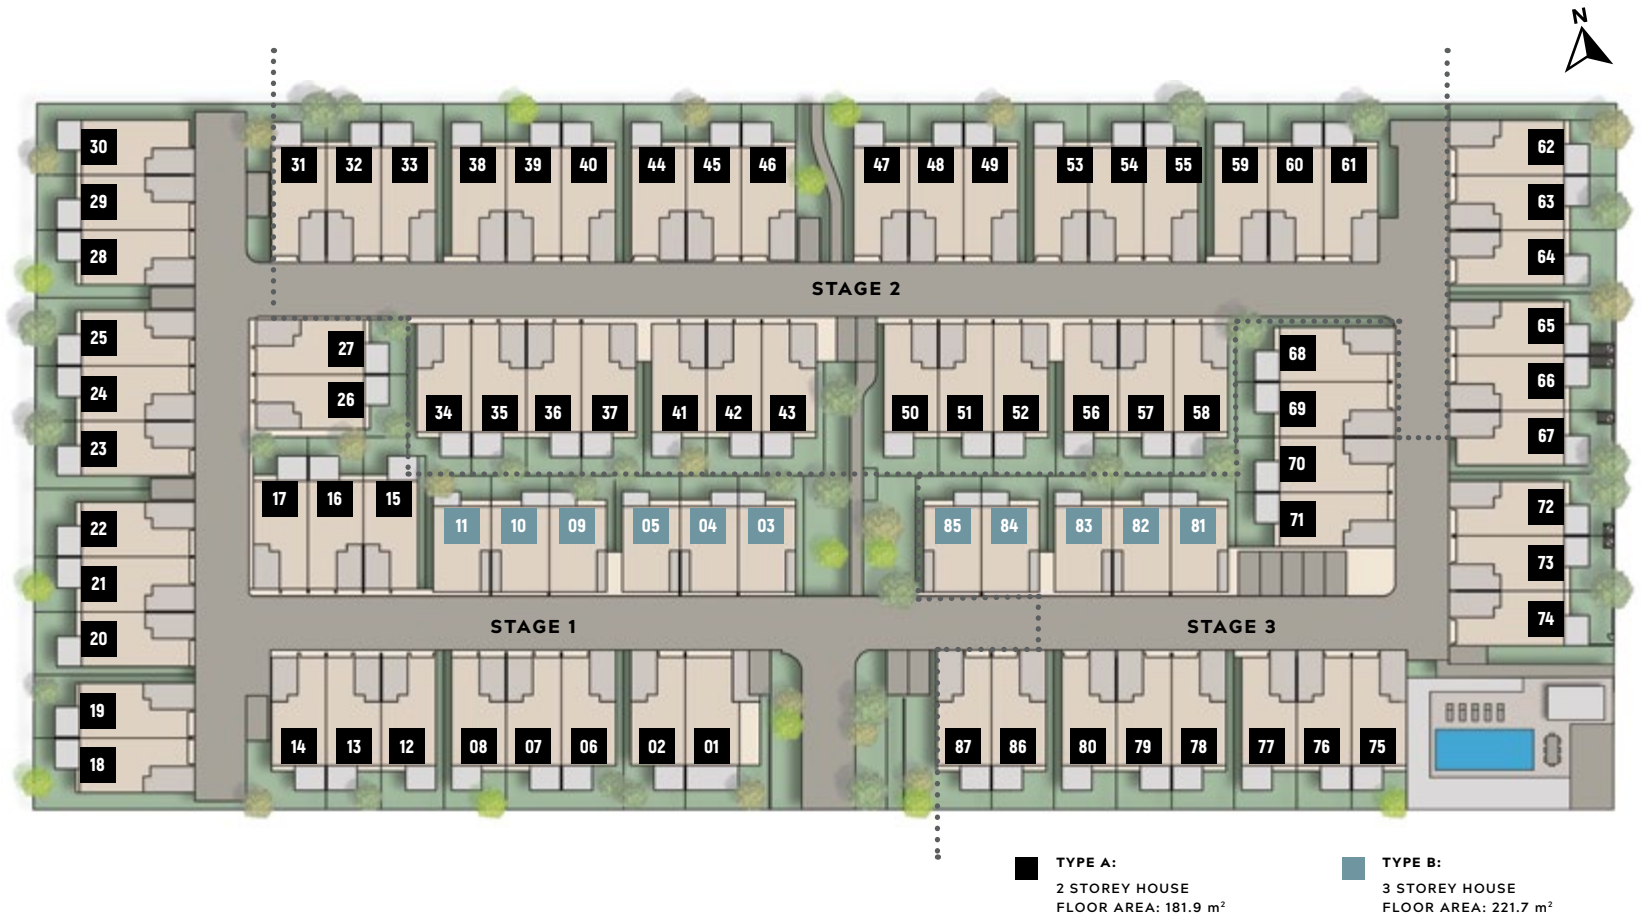 N
30
31 32 33 38 39 40 44 45 46 47 48 49 53 54 55 59 60 61
62
29
63
28
64
STAGE 2
25
27
68
65
24
26
34 35 36 37 41 42 43 50 51 52 56 57 58
69
66
23
70
67
17 16 15
11 10 09 05 04 03 85 84 83 82 81
71
72
22
73
21
74
20
STAGE 1
STAGE 3
19
14 13 12 08 07 06 02 01 87 86 80 79 78 77 76 75
18
TYPE A:
2 STOREY HOUSE
FLOOR AREA: 181.9 m²
TYPE B:
3 STOREY HOUSE
FLOOR AREA: 221.7 m²